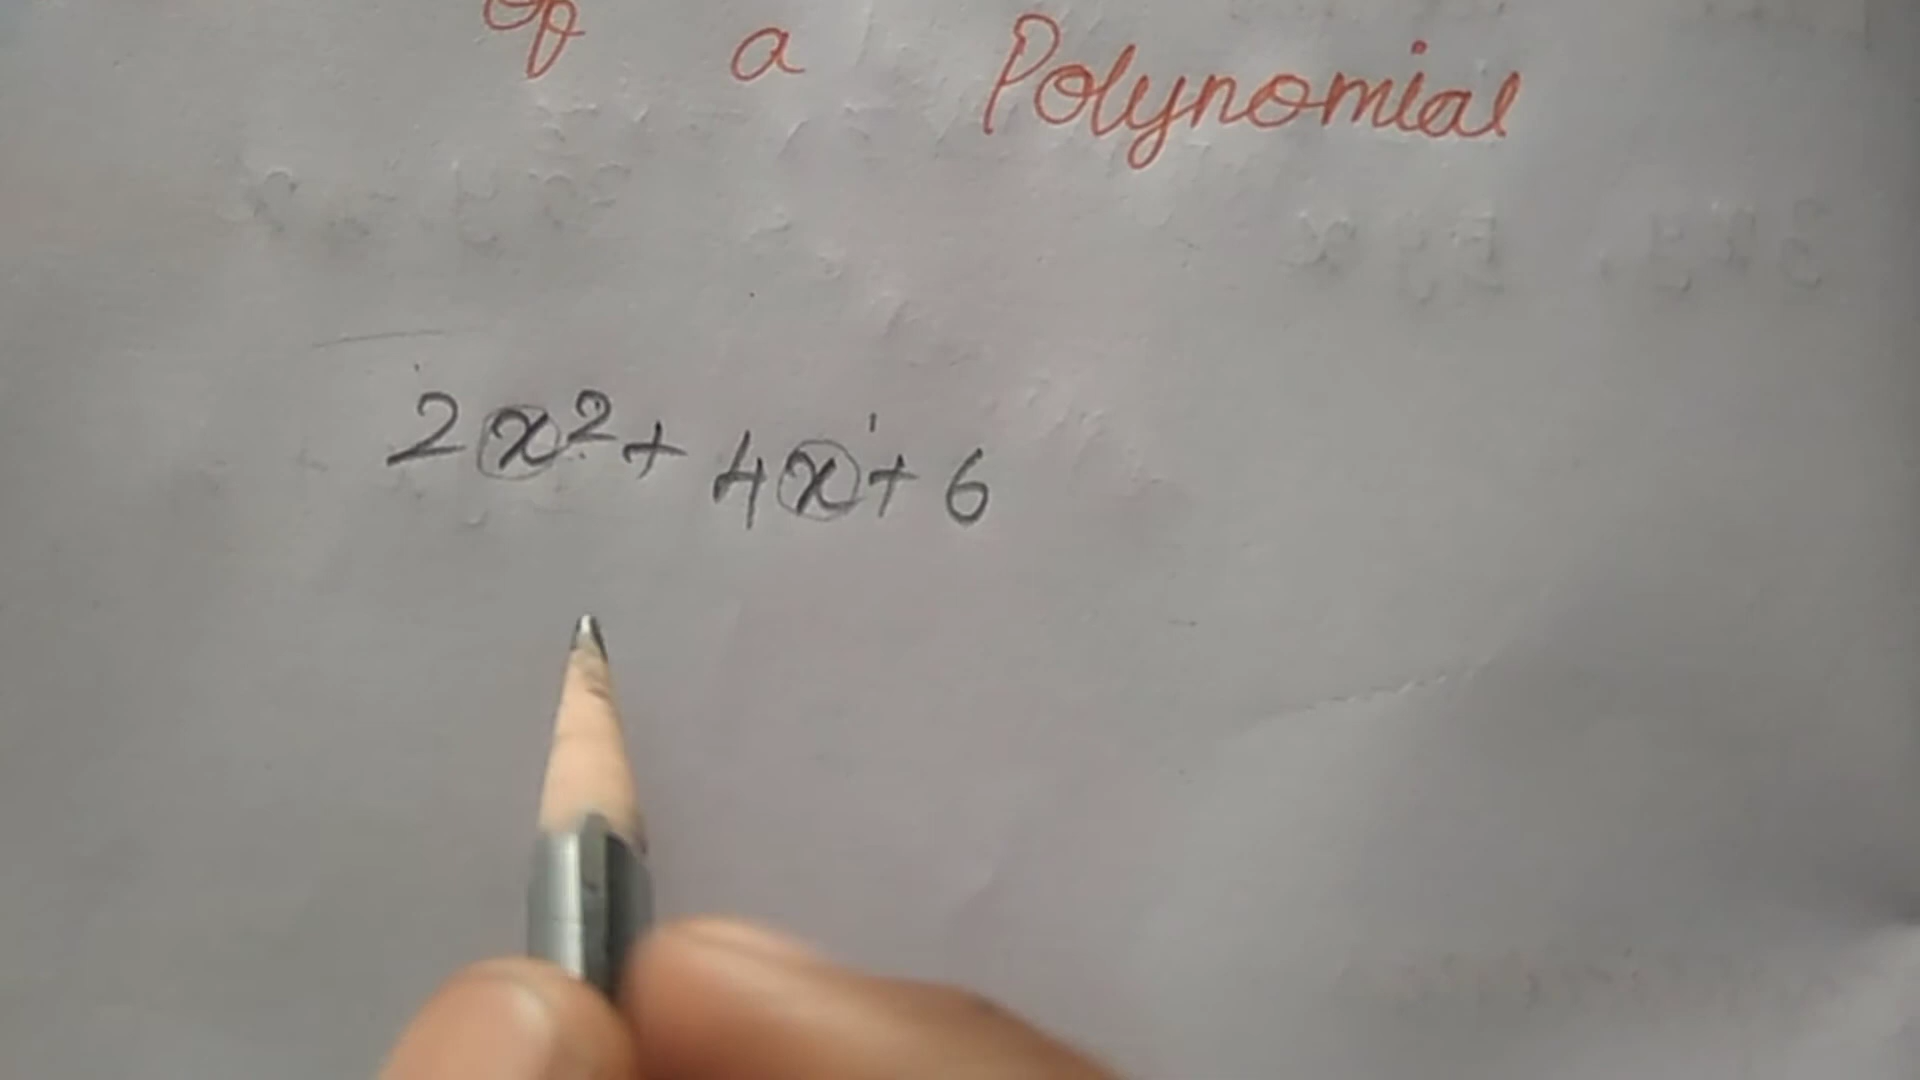 of a Polynomial
2x² + 4x¹ + 6